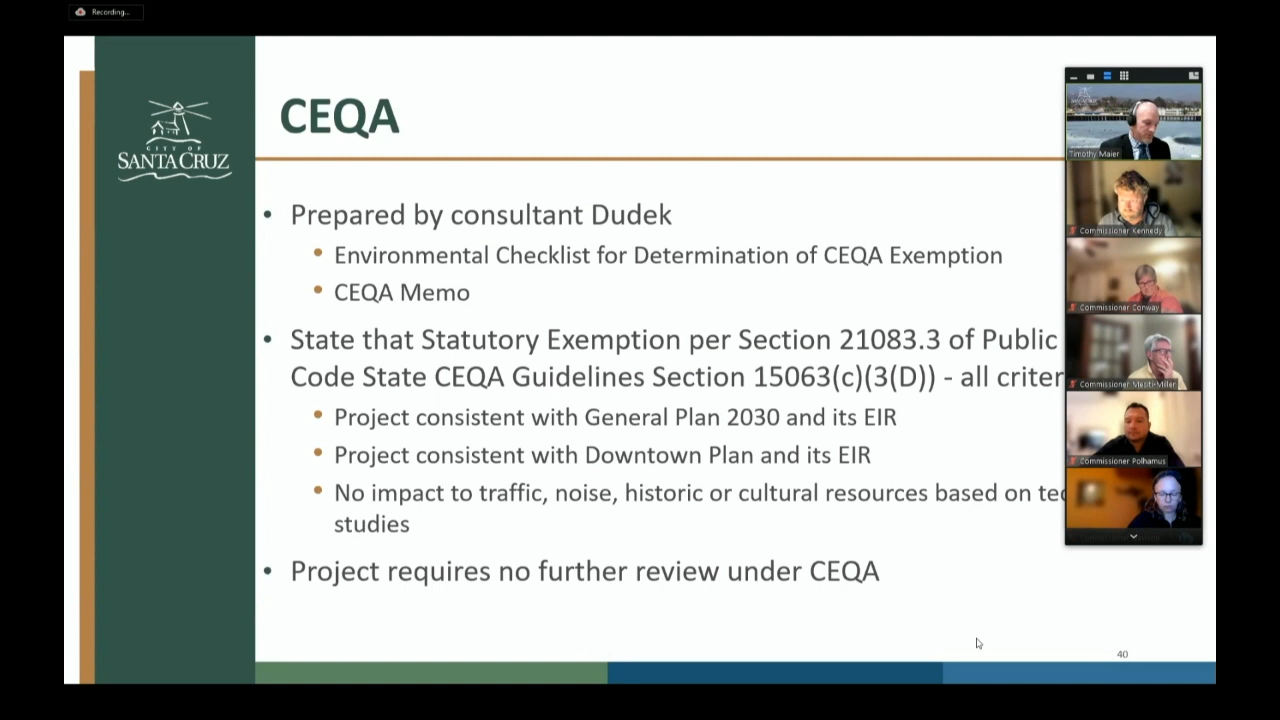 Recording...
CITY OF
SANTA CRUZ
CEQA
• Prepared by consultant Dudek
• Environmental Checklist for Determination of CEQA Exemption
• CEQA Memo
• State that Statutory Exemption per Section 21083.3 of Public
Code State CEQA Guidelines Section 15063(c)(3(D)) - all criter
• Project consistent with General Plan 2030 and its EIR
• Project consistent with Downtown Plan and its EIR
• No impact to traffic, noise, historic or cultural resources based on tec
studies
• Project requires no further review under CEQA
40
Timothy Maier
Commissioner Kennedy
Commissioner Conway
Commissioner Mesiti-Miller
Commissioner Polhamus